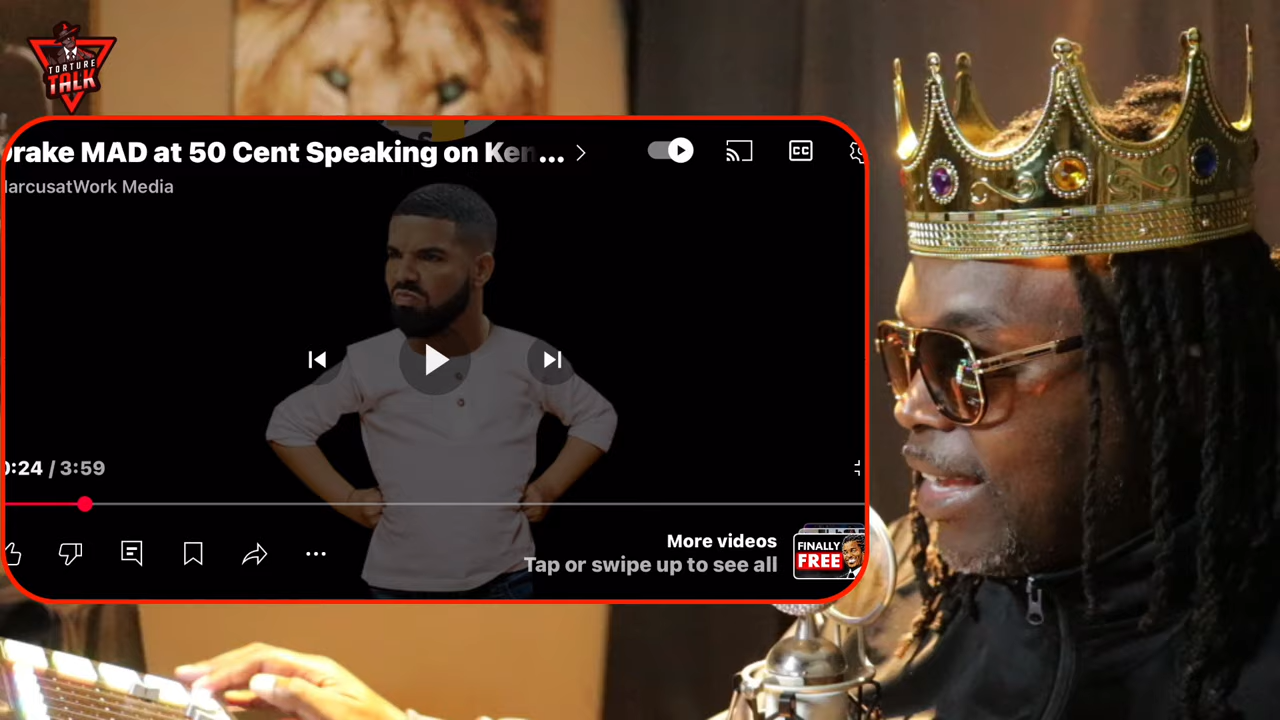 TORTURE
TALK
rake MAD at 50 Cent Speaking on Ken...
CC
arcusatWork Media
:24 / 3:59
More videos
Tap or swipe up to see all
FINALLY
FREE